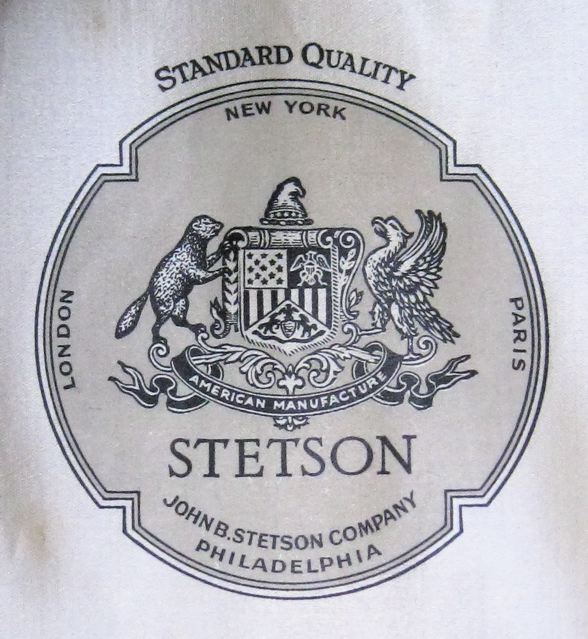 STANDARD QUALITY
NEW YORK
LONDON
PARIS
AMERICAN MANUFACTURE
STETSON
JOHN B. STETSON COMPANY
PHILADELPHIA